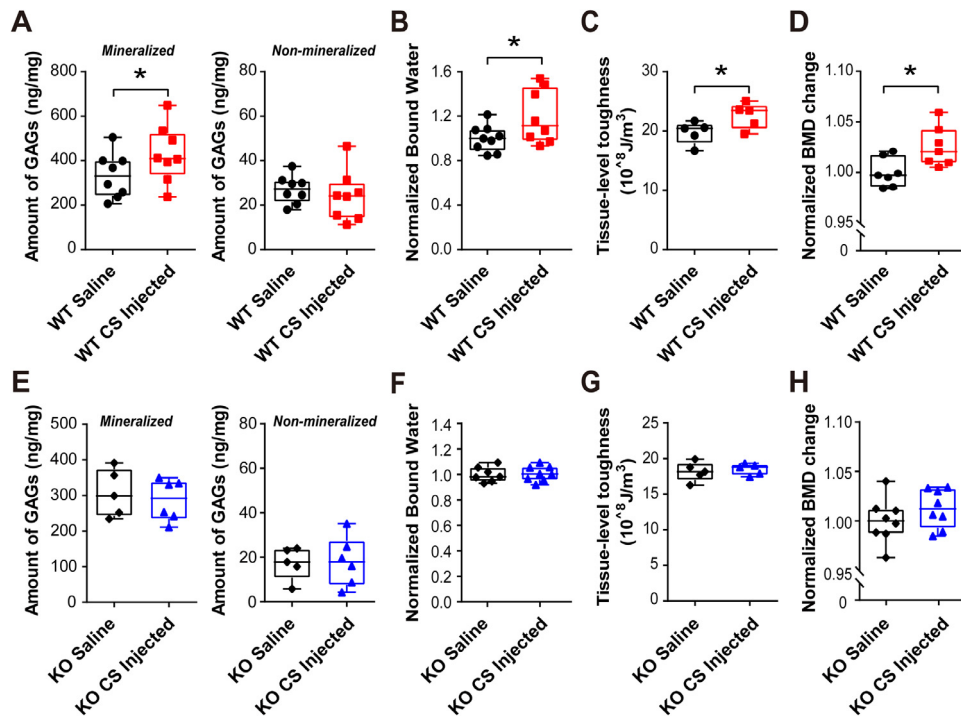 A
Mineralized
Amount of GAGs (ng/mg)
800
600
400
200
0
*
WT Saline
WT CS Injected
Non-mineralized
Amount of GAGs (ng/mg)
80
60
40
20
0
WT Saline
WT CS Injected
B
Normalized Bound Water
1.6
1.2
0.8
0.4
0.0
*
WT Saline
WT CS Injected
C
Tissue-level toughness
(10^8J/m³)
30
20
10
0
*
WT Saline
WT CS Injected
D
Normalized BMD change
1.10
1.05
1.00
0.95
0
*
WT Saline
WT CS Injected
E
Mineralized
Amount of GAGs (ng/mg)
500
400
300
200
100
0
KO Saline
KO CS Injected
Non-mineralized
Amount of GAGs (ng/mg)
80
60
40
20
0
KO Saline
KO CS Injected
F
Normalized Bound Water
1.4
1.2
1.0
0.8
0.6
0.4
0.2
0.0
KO Saline
KO CS Injected
G
Tissue-level toughness
(10^8J/m³)
25
20
15
10
5
0
KO Saline
KO CS Injected
H
Normalized BMD change
1.10
1.05
1.00
0.95
0
KO Saline
KO CS Injected